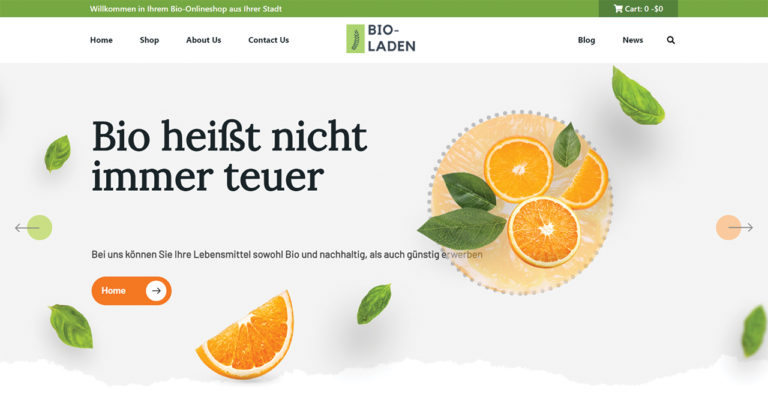 Willkommen in Ihrem Bio-Onlineshop aus Ihrer Stadt
Cart: 0 -$0
Home Shop About Us Contact Us
BIO-
LADEN
Blog News
Bio heißt nicht
immer teuer
Bei uns können Sie Ihre Lebensmittel sowohl Bio und nachhaltig, als auch günstig erwerben
Home